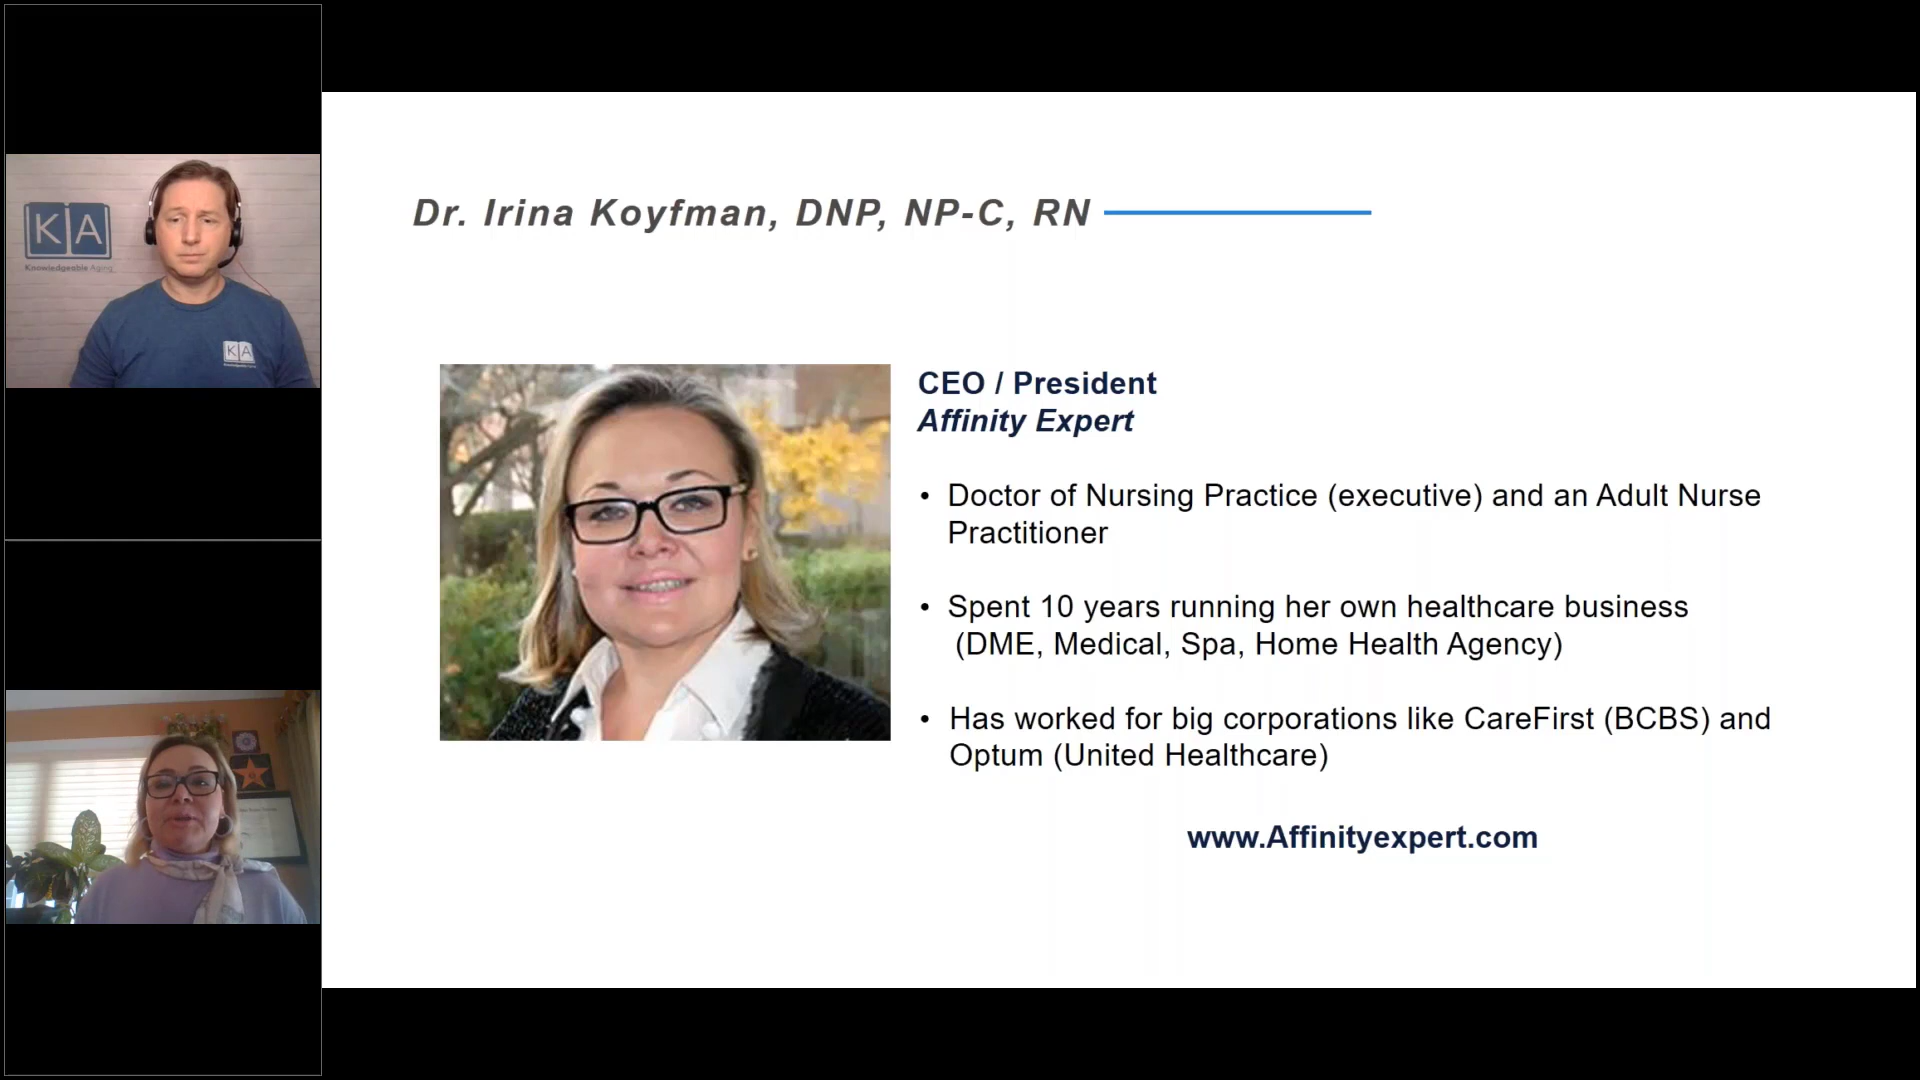 KA
Knowledgeable Aging
KA
Dr. Irina Koyfman, DNP, NP-C, RN
CEO / President
Affinity Expert
• Doctor of Nursing Practice (executive) and an Adult Nurse
Practitioner
• Spent 10 years running her own healthcare business
(DME, Medical, Spa, Home Health Agency)
• Has worked for big corporations like CareFirst (BCBS) and
Optum (United Healthcare)
www.Affinityexpert.com